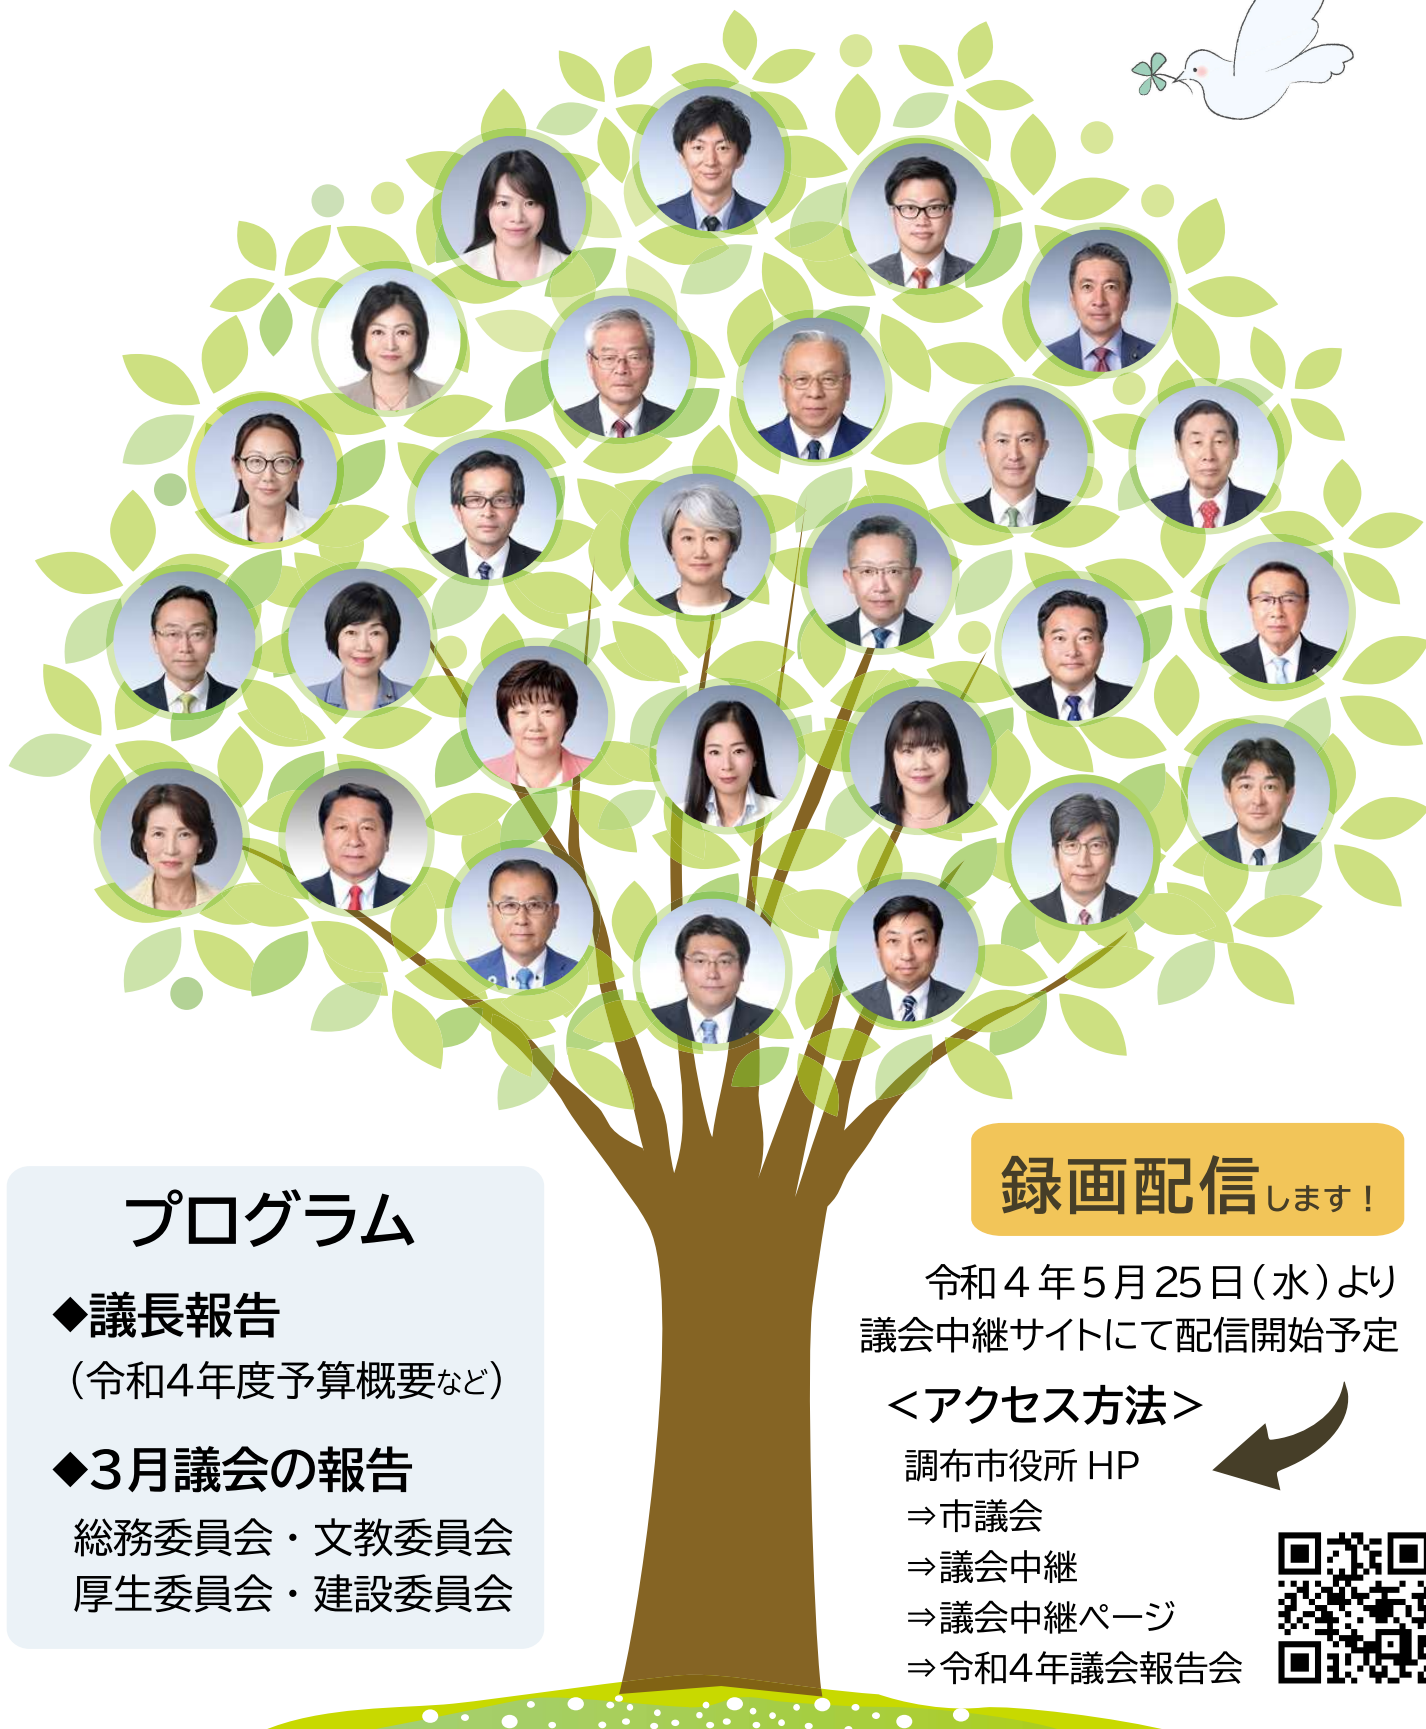 プログラム
◆議長報告
（令和4年度予算概要など）
◆3月議会の報告
総務委員会・文教委員会
厚生委員会・建設委員会
録画配信します！
令和4年5月25日（水）より
議会中継サイトにて配信開始予定
＜アクセス方法＞
調布市役所 HP
⇒市議会
⇒議会中継
⇒議会中継ページ
⇒令和4年議会報告会